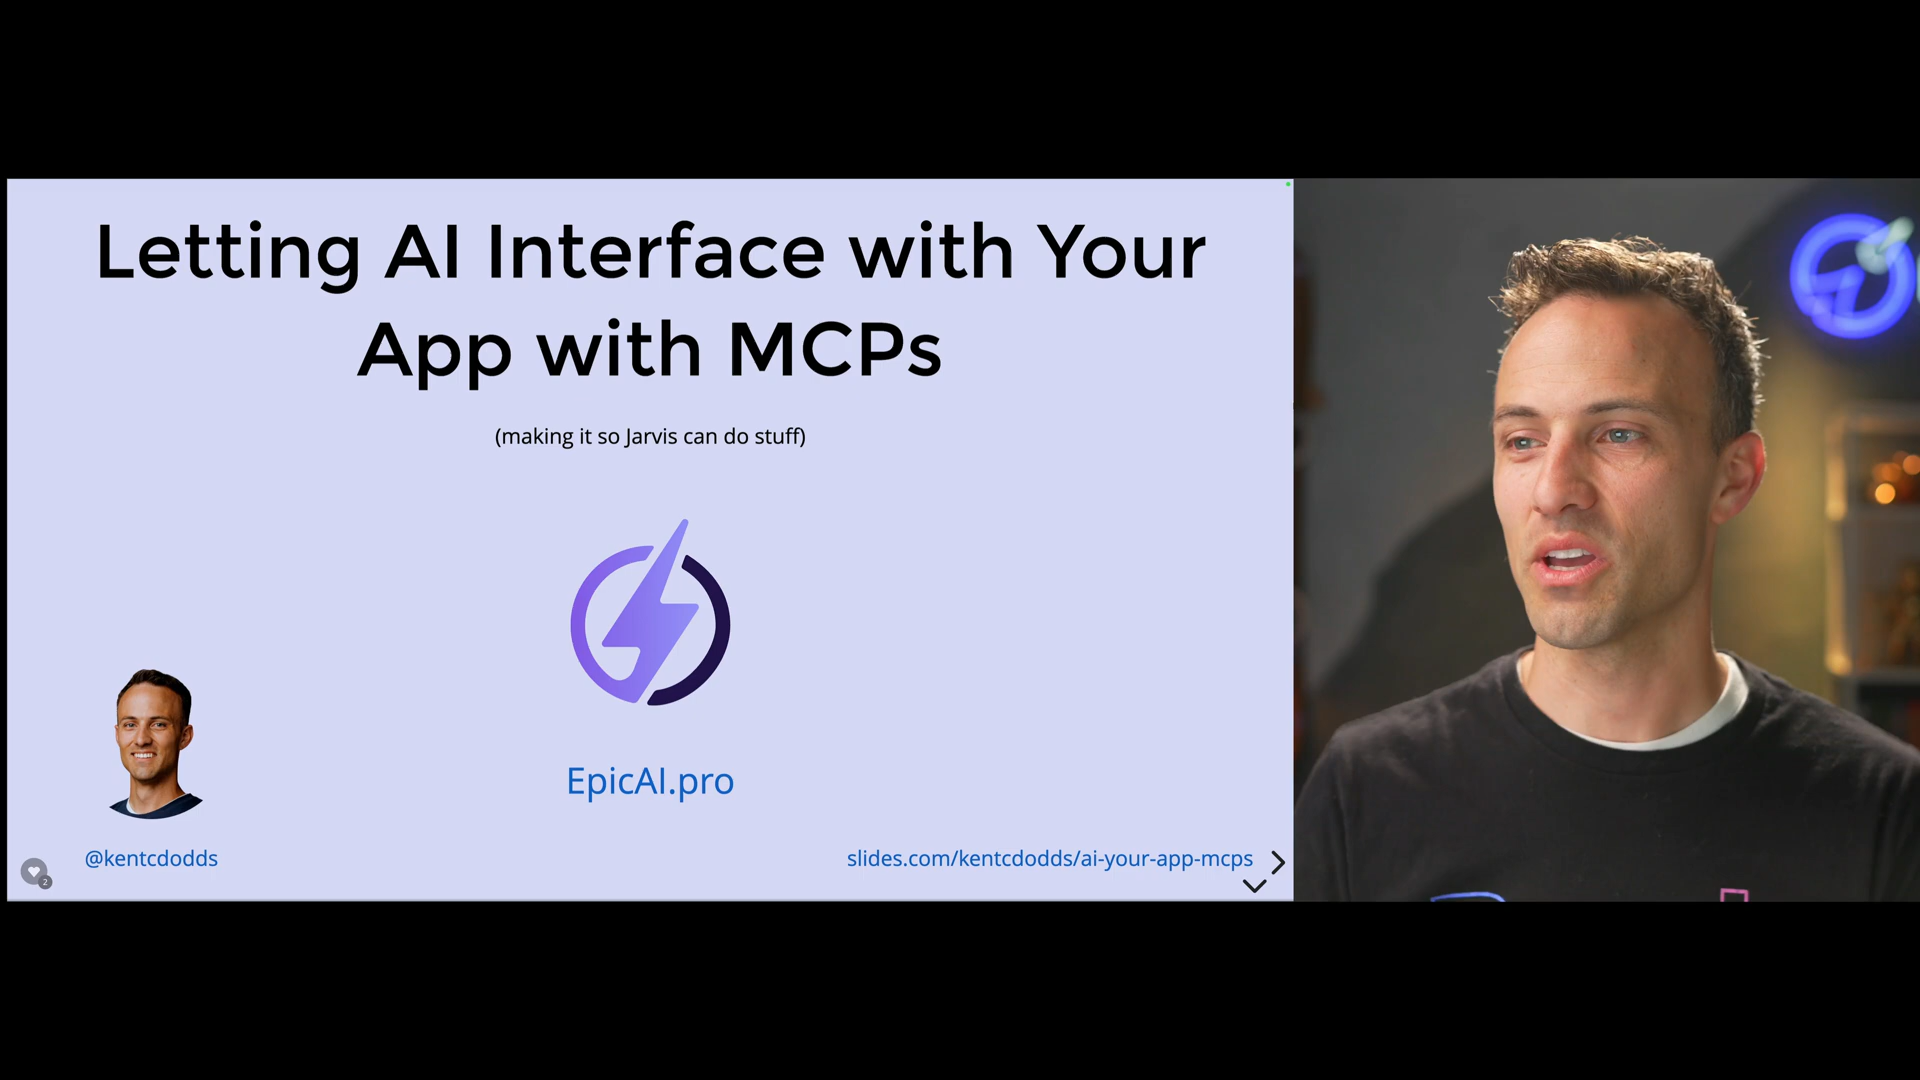 Letting AI Interface with Your
App with MCPs
(making it so Jarvis can do stuff)
EpicAI.pro
@kentcdodds
slides.com/kentcdodds/ai-your-app-mcps
2